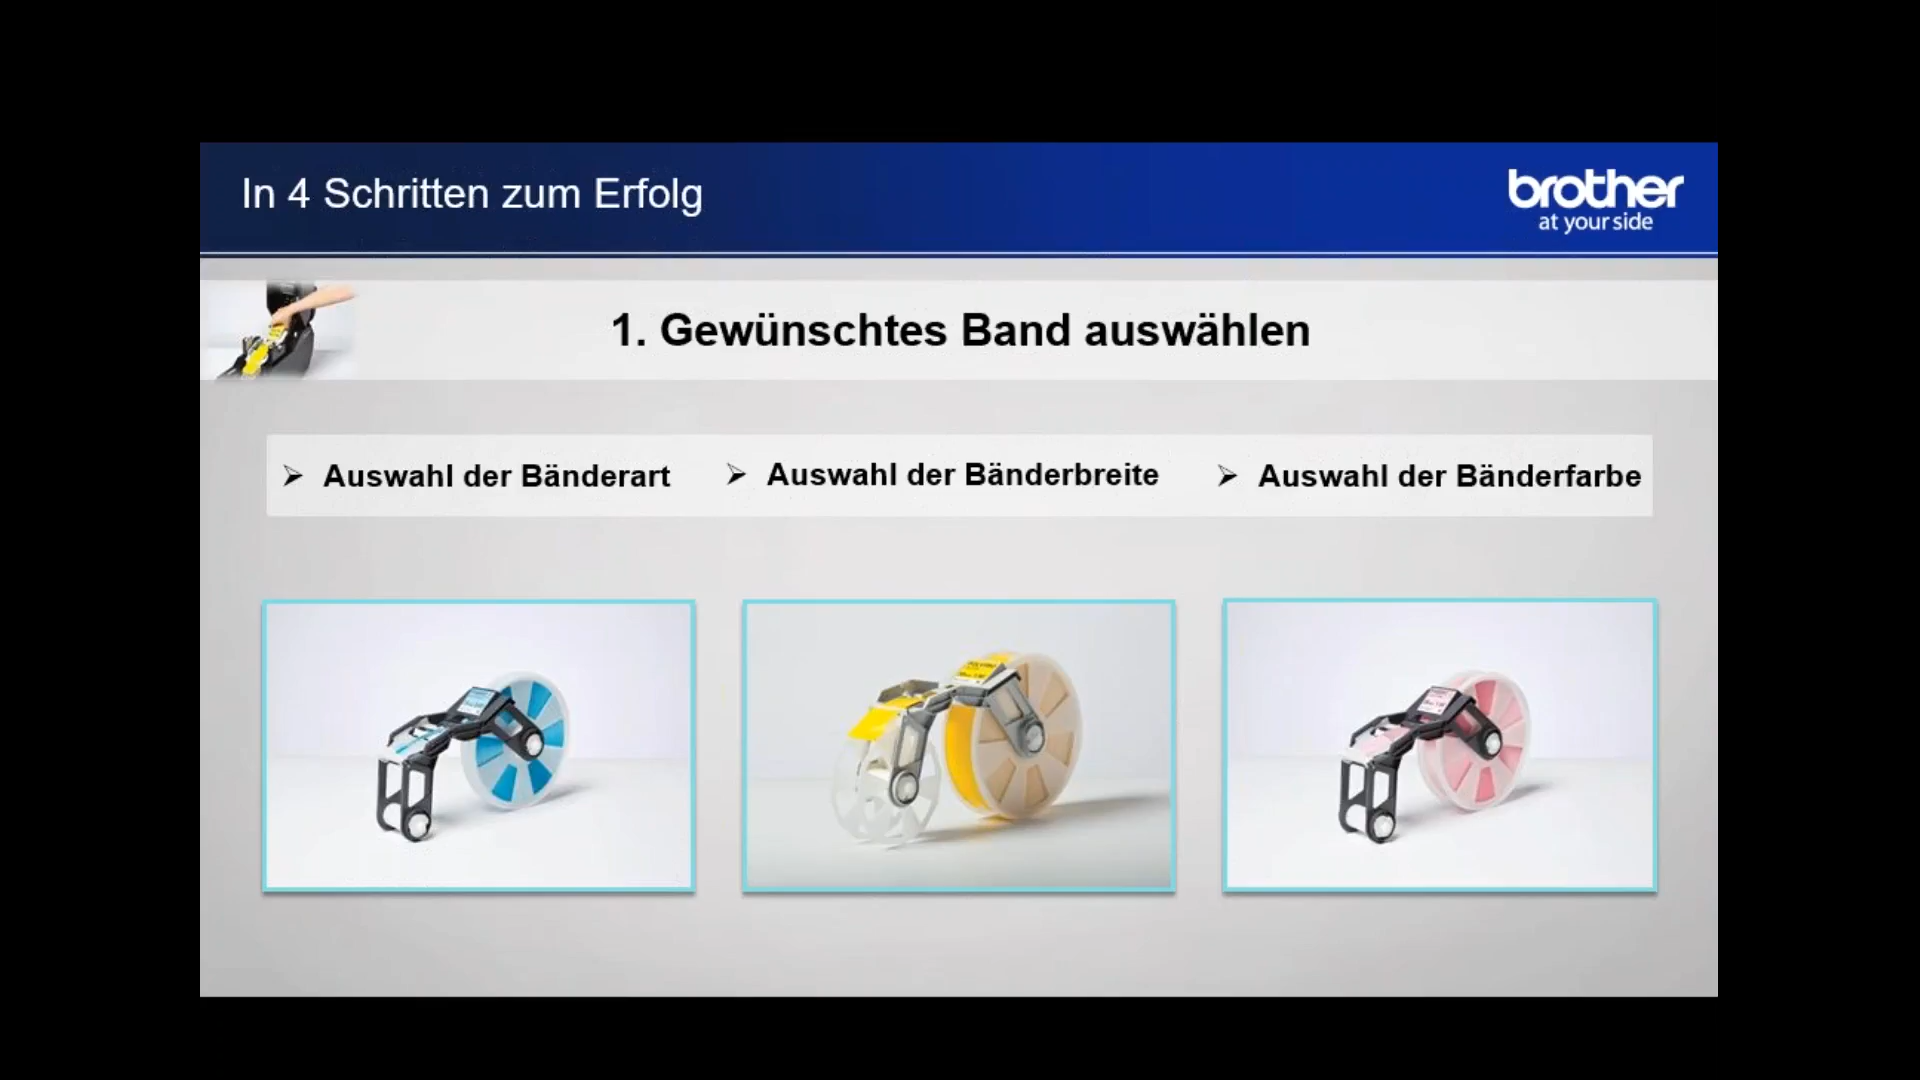 In 4 Schritten zum Erfolg
brother
at your side
1. Gewünschtes Band auswählen
➢ Auswahl der Bänderart
➢ Auswahl der Bänderbreite
➢ Auswahl der Bänderfarbe